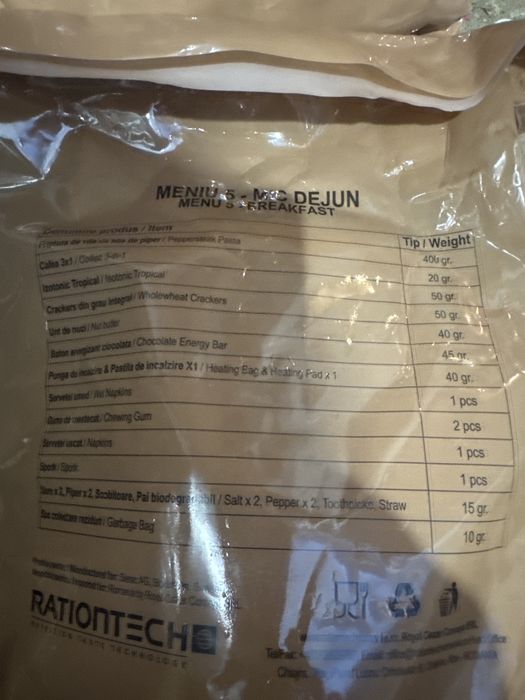 MENIU 5 - MIC DEJUN
MENU 5 - BREAKFAST
Denumire produs / Item
Tip / Weight
Friptura de vita cu sos de piper / Peppersteak Pasta
400 gr.
Cafea 3x1 / Coffee 3-in-1
20 gr.
Izotonic Tropical / Isotonic Tropical
50 gr.
Crackers din grau integral / Wholewheat Crackers
50 gr.
Unt de nuci / Nut butter
40 gr.
Baton energizant ciocolata / Chocolate Energy Bar
45 gr.
Punga de incalzire & Pastila de incalzire X1 / Heating Bag & Heating Pad x 1
40 gr.
Servetel umed / Wet Napkins
1 pcs
Guma de mestecat / Chewing Gum
2 pcs
Servetel uscat / Napkins
1 pcs
Spork / Spork
1 pcs
Sare x 2, Piper x 2, Scobitoare, Pai biodegradabil / Salt x 2, Pepper x 2, Toothpicks, Straw
15 gr.
Sac colectare reziduri / Garbage Bag
10 gr.
RATIONTECH